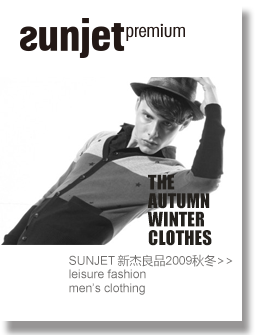 sunjet premium
THE
AUTUMN
WINTER
CLOTHES
SUNJET 新杰良品2009秋冬>>
leisure fashion
men's clothing